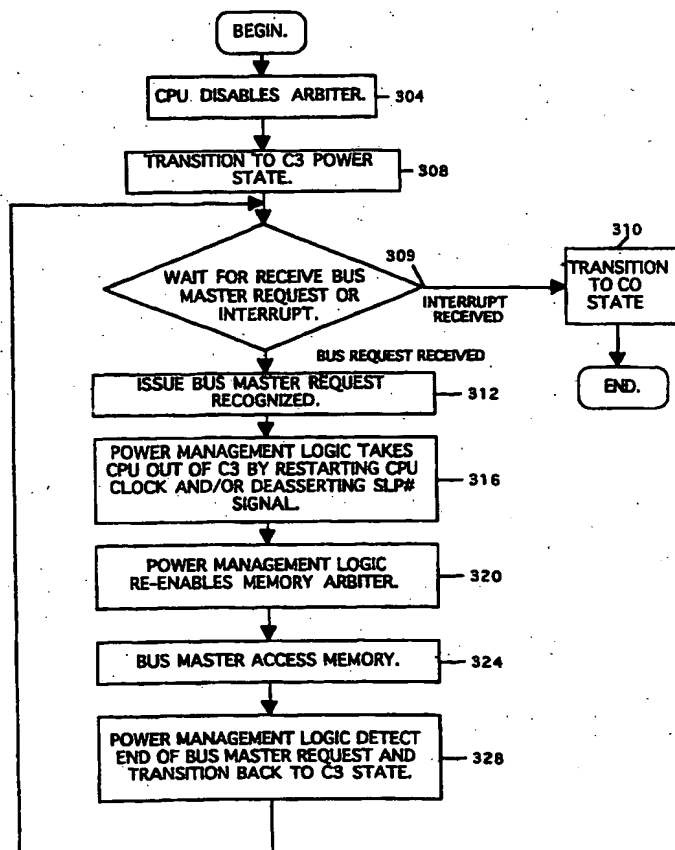 BEGIN.
CPU DISABLES ARBITER.
304
TRANSITION TO C3 POWER
STATE.
308
309
WAIT FOR RECEIVE BUS
MASTER REQUEST OR
INTERRUPT.
INTERRUPT
RECEIVED
310
TRANSITION
TO CO
STATE
END.
BUS REQUEST RECEIVED
ISSUE BUS MASTER REQUEST
RECOGNIZED.
312
POWER MANAGEMENT LOGIC TAKES
CPU OUT OF C3 BY RESTARTING CPU
CLOCK AND/OR DEASSERTING SLP#
SIGNAL.
316
POWER MANAGEMENT LOGIC
RE-ENABLES MEMORY ARBITER.
320
BUS MASTER ACCESS MEMORY.
324
POWER MANAGEMENT LOGIC DETECT
END OF BUS MASTER REQUEST AND
TRANSITION BACK TO C3 STATE.
328